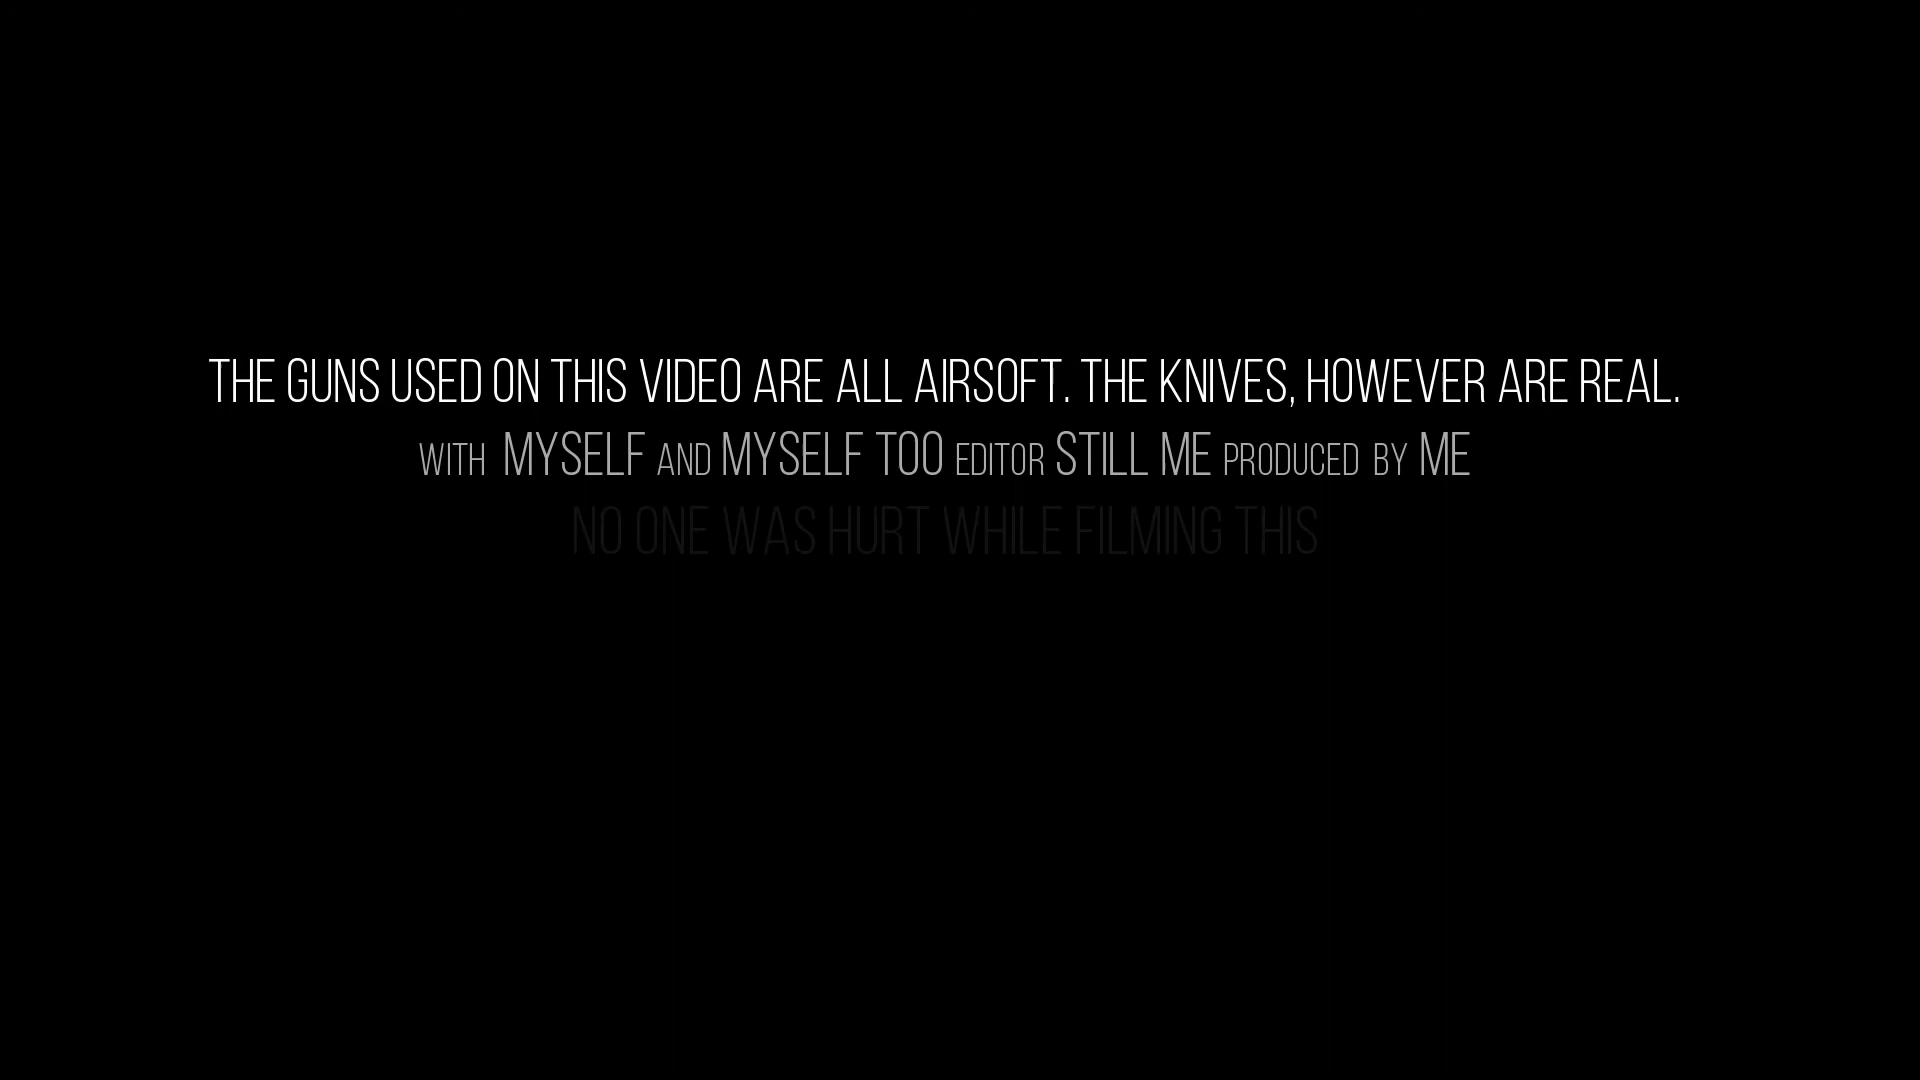 THE GUNS USED ON THIS VIDEO ARE ALL AIRSOFT. THE KNIVES, HOWEVER ARE REAL.
WITH MYSELF AND MYSELF TOO EDITOR STILL ME PRODUCED BY ME
NO ONE WAS HURT WHILE FILMING THIS